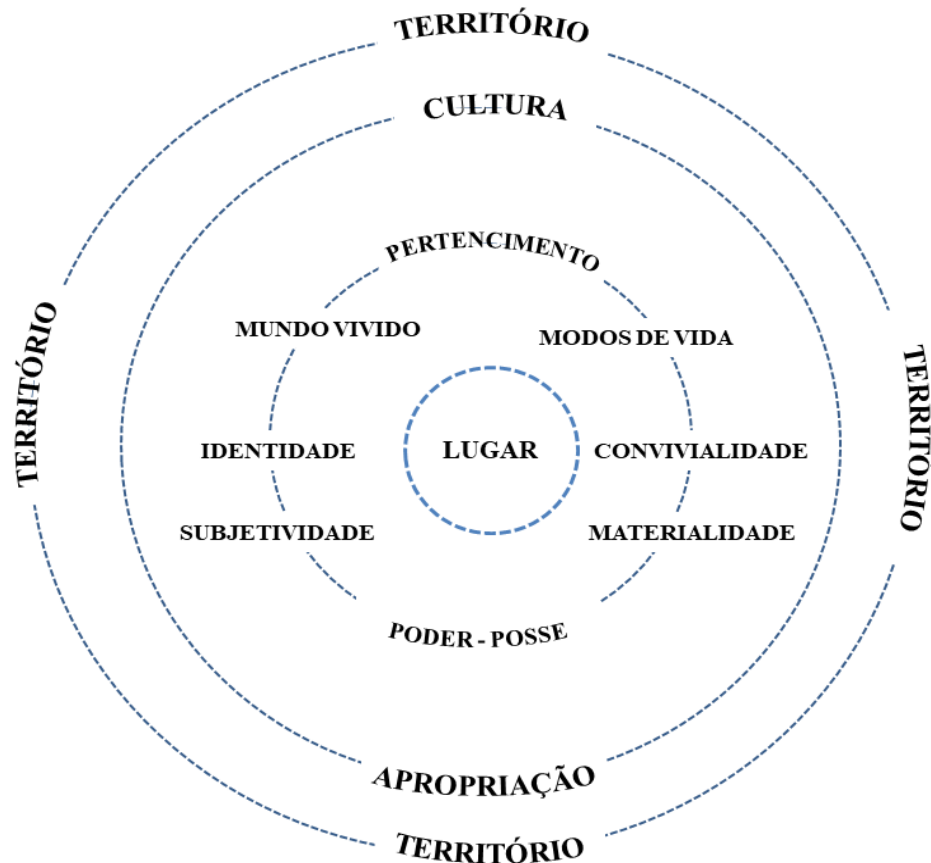 TERRITÓRIO
CULTURA
PERTENCIMENTO
MUNDO VIVIDO
MODOS DE VIDA
TERRITÓRIO
TERRITORIO
IDENTIDADE
LUGAR
CONVIVIALIDADE
SUBJETIVIDADE
MATERIALIDADE
PODER - POSSE
APROPRIAÇÃO
TERRITÓRIO